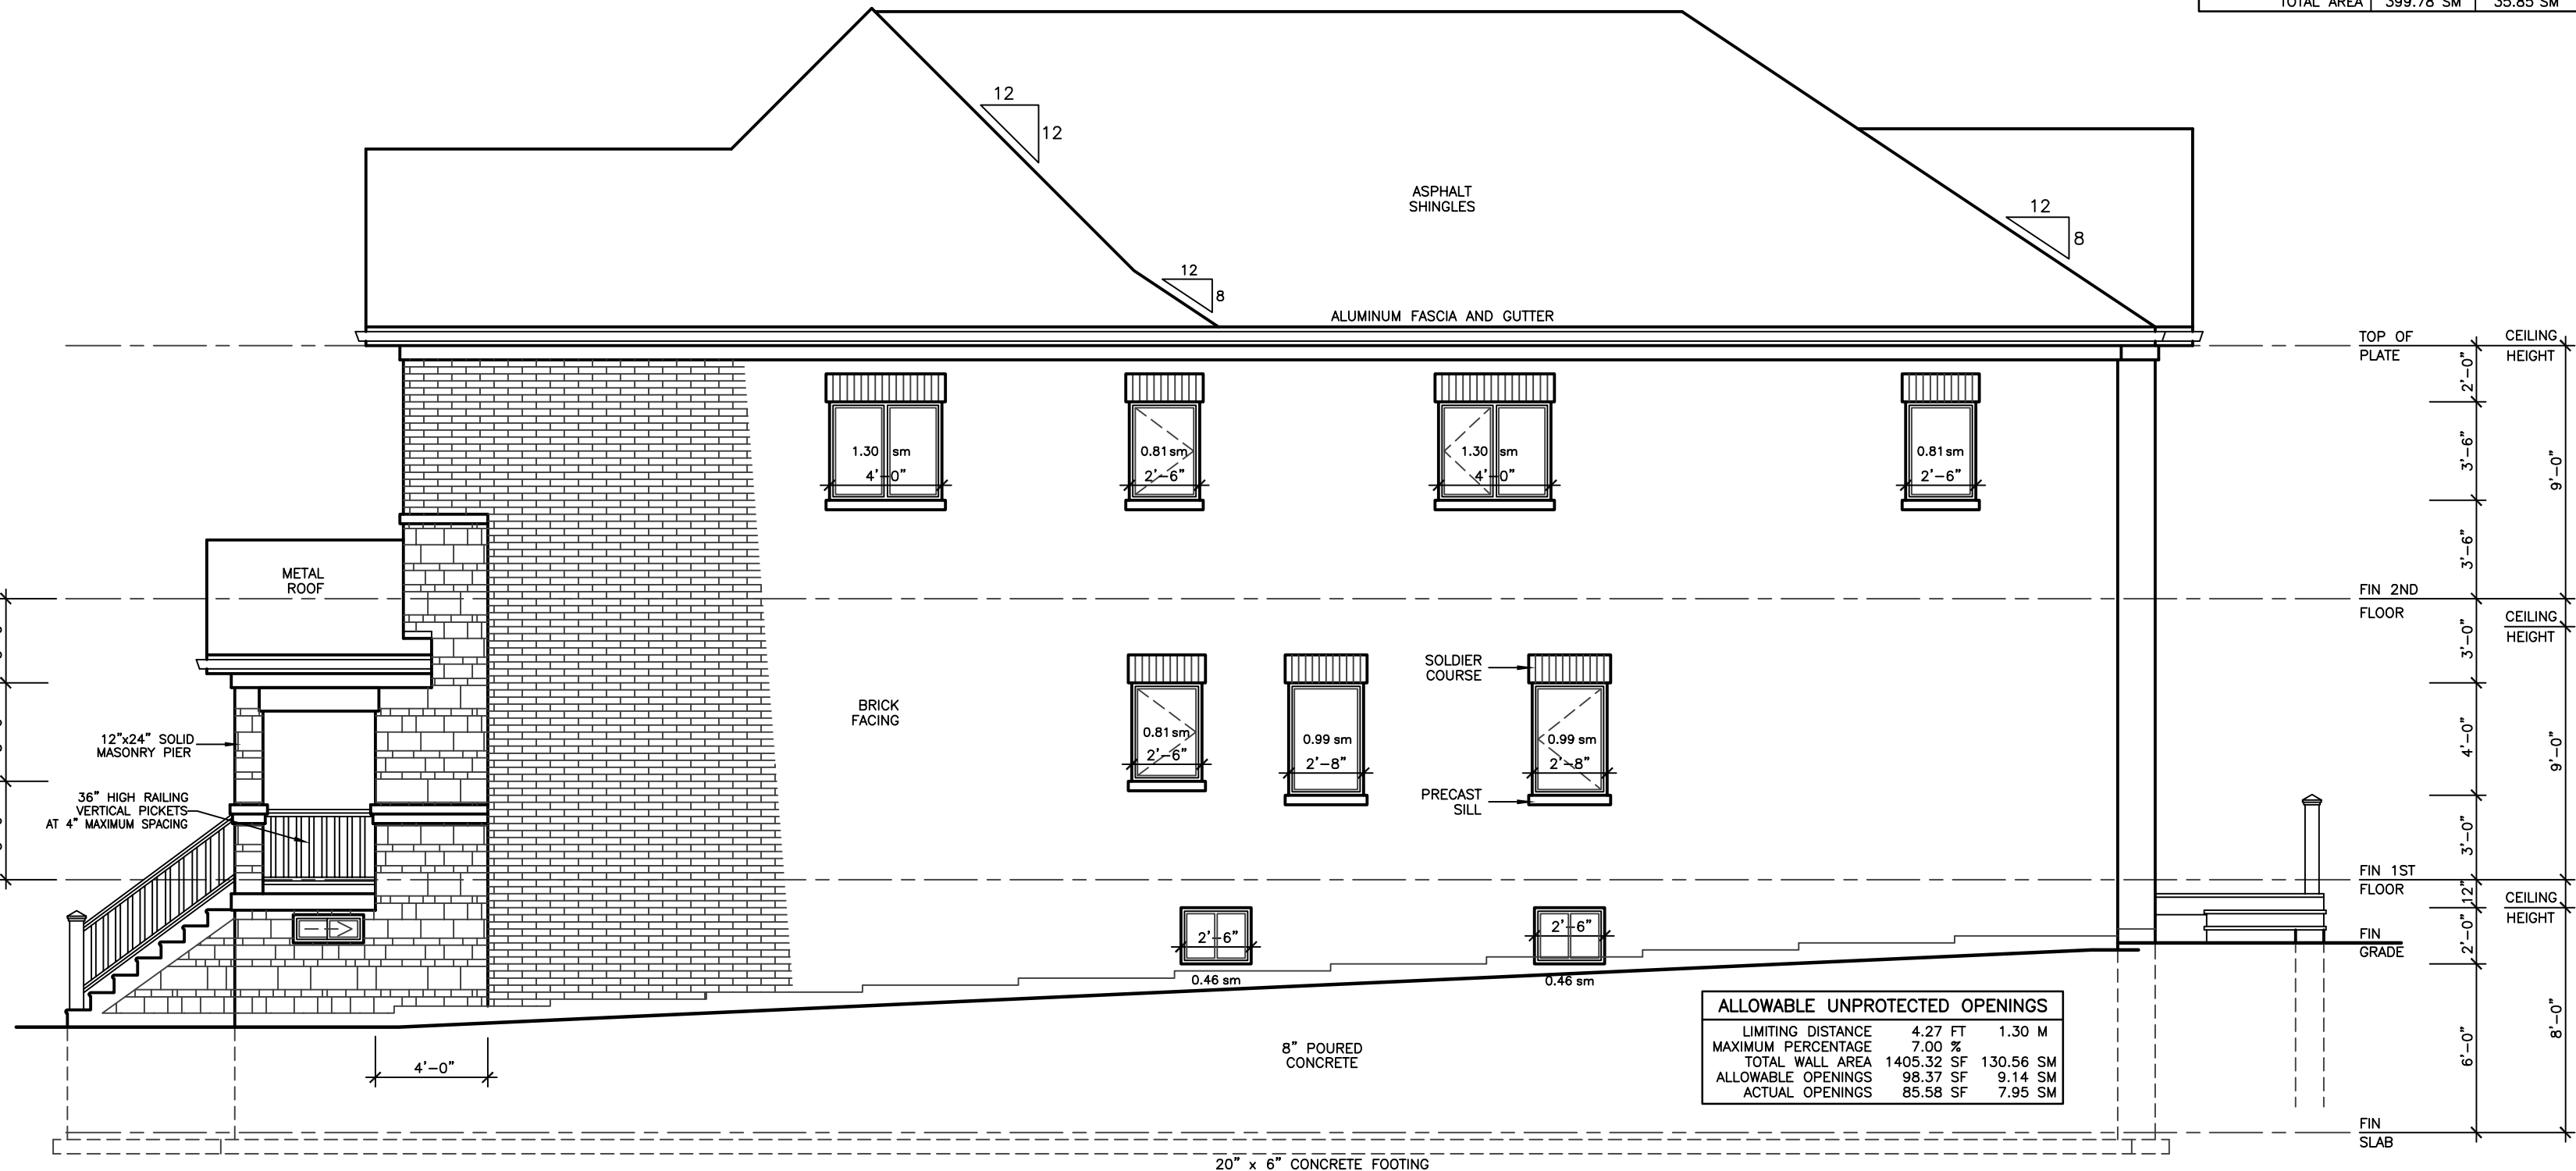 TOTAL AREA 399.78 SM 35.85 SM
12
12
ASPHALT
SHINGLES
12
8
12
8
ALUMINUM FASCIA AND GUTTER
TOP OF
PLATE
CEILING
HEIGHT
2'-0"
3'-6"
9'-0"
3'-6"
1.30 sm
4'-0"
0.81 sm
2'-6"
1.30 sm
4'-0"
0.81 sm
2'-6"
METAL
ROOF
FIN 2ND
FLOOR
CEILING
HEIGHT
3'-0"
4'-0"
9'-0"
3'-0"
SOLDIER
COURSE
BRICK
FACING
12"x24" SOLID
MASONRY PIER
0.81 sm
2'-6"
0.99 sm
2'-8"
0.99 sm
2'-8"
36" HIGH RAILING
VERTICAL PICKETS
AT 4" MAXIMUM SPACING
PRECAST
SILL
FIN 1ST
FLOOR
CEILING
HEIGHT
12"
2'-0"
FIN
GRADE
2'-6"
0.46 sm
2'-6"
0.46 sm
8'-0"
6'-0"
ALLOWABLE UNPROTECTED OPENINGS
LIMITING DISTANCE 4.27 FT 1.30 M
MAXIMUM PERCENTAGE 7.00 %
TOTAL WALL AREA 1405.32 SF 130.56 SM
ALLOWABLE OPENINGS 98.37 SF 9.14 SM
ACTUAL OPENINGS 85.58 SF 7.95 SM
8" POURED
CONCRETE
4'-0"
FIN
SLAB
20" x 6" CONCRETE FOOTING